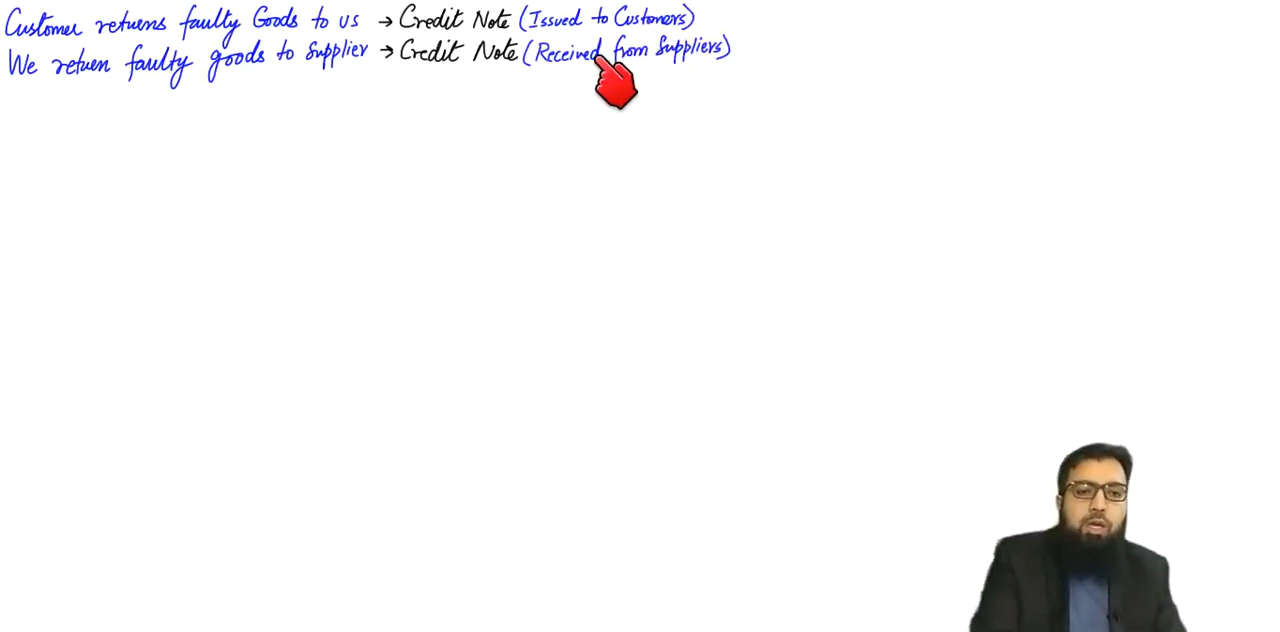 Customer returns faulty Goods to us → Credit Note (Issued to Customers)
We return faulty goods to Supplier → Credit Note (Received from Suppliers)